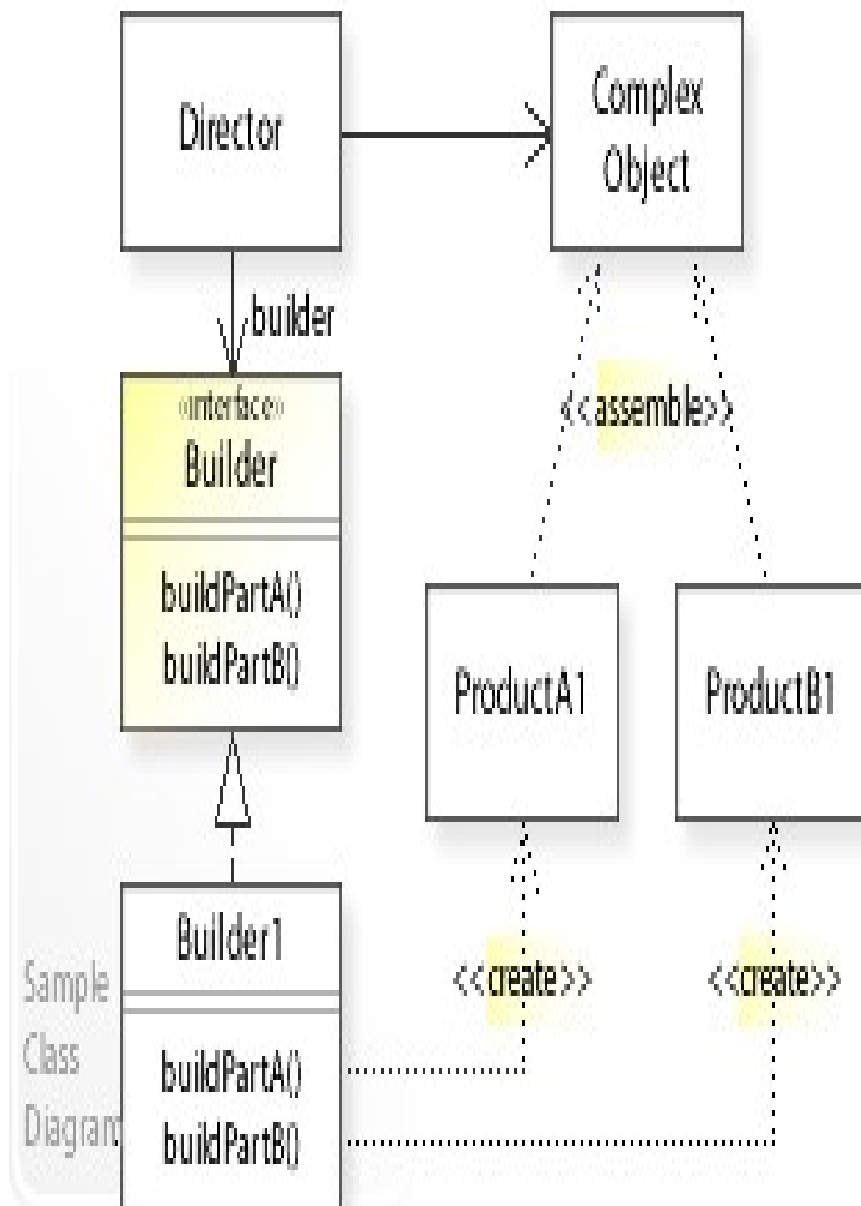 Director
Complex
Object
builder
«interface»
Builder
<<assemble>>
buildPartA()
buildPartB()
ProductA1
ProductB1
Builder1
<<create>>
<<create>>
Sample
Class
Diagram
buildPartA()
buildPartB()